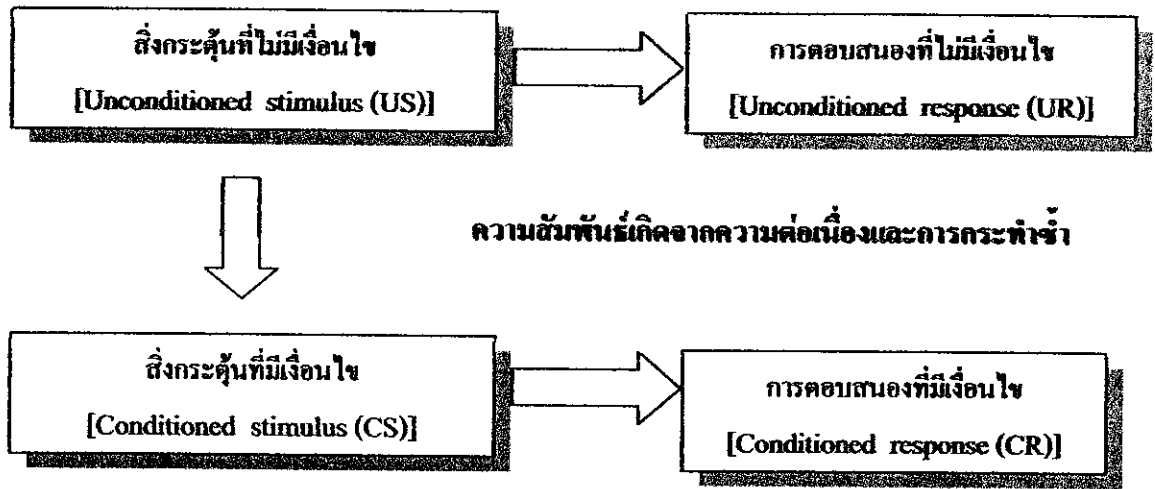 สิ่งกระตุ้นที่ไม่มีเงื่อนไข
[Unconditioned stimulus (US)]
การตอบสนองที่ไม่มีเงื่อนไข
[Unconditioned response (UR)]
ความสัมพันธ์เกิดจากความต่อเนื่องและการกระทำซ้ำ
สิ่งกระตุ้นที่มีเงื่อนไข
[Conditioned stimulus (CS)]
การตอบสนองที่มีเงื่อนไข
[Conditioned response (CR)]